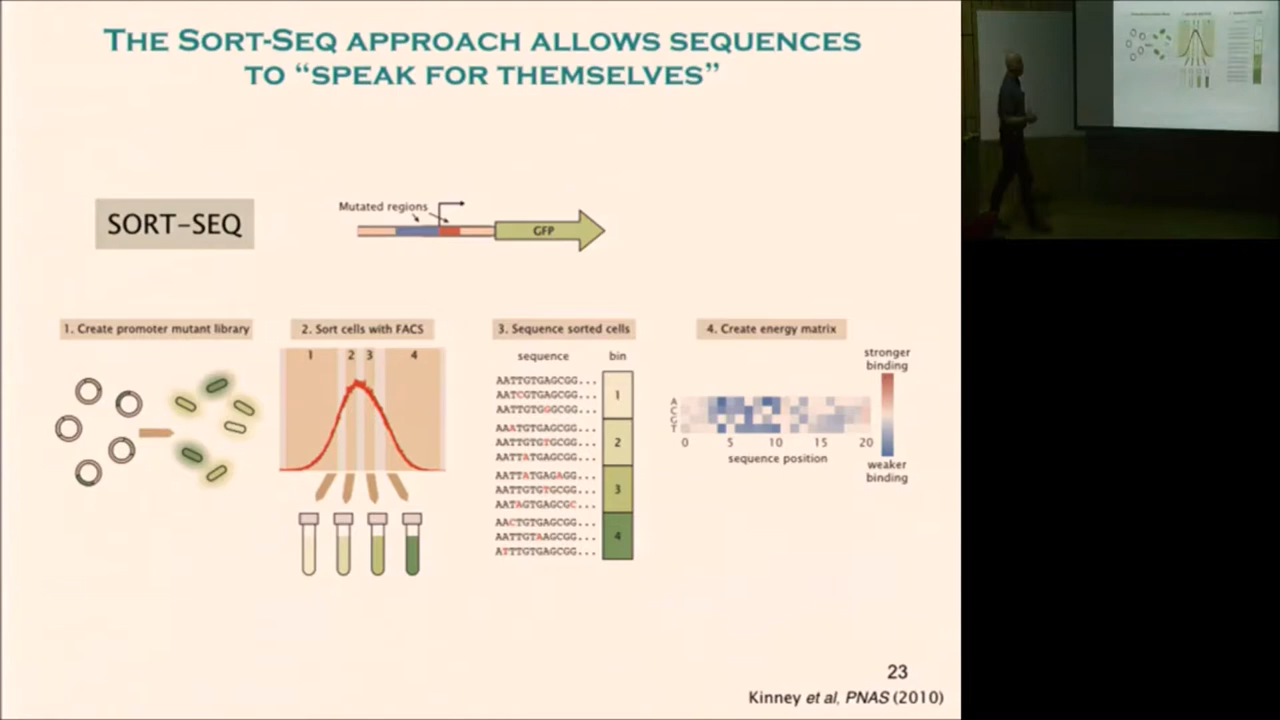 THE SORT-SEQ APPROACH ALLOWS SEQUENCES
TO “SPEAK FOR THEMSELVES”
SORT-SEQ
Mutated regions
GFP
1. Create promoter mutant library
2. Sort cells with FACS
1 2 3 4
3. Sequence sorted cells
sequence bin
AATTGTGAGCGG...
AATCGTGAGCGG...
AATTGTGGGCGG...
1
AAATGTGAGCGG...
AATTGTGTGCGG...
AATTATGAGCGG...
2
AATTATGAGAGG...
AATTGTGTGCGG...
AATAGTGAGCGC...
3
AACTGTGAGCGG...
AATTGTAAGCGG...
ATTTGTGAGCGG...
4
4. Create energy matrix
stronger
binding
A
C
G
T
0 5 10 15 20
sequence position
weaker
binding
23
Kinney et al, PNAS (2010)